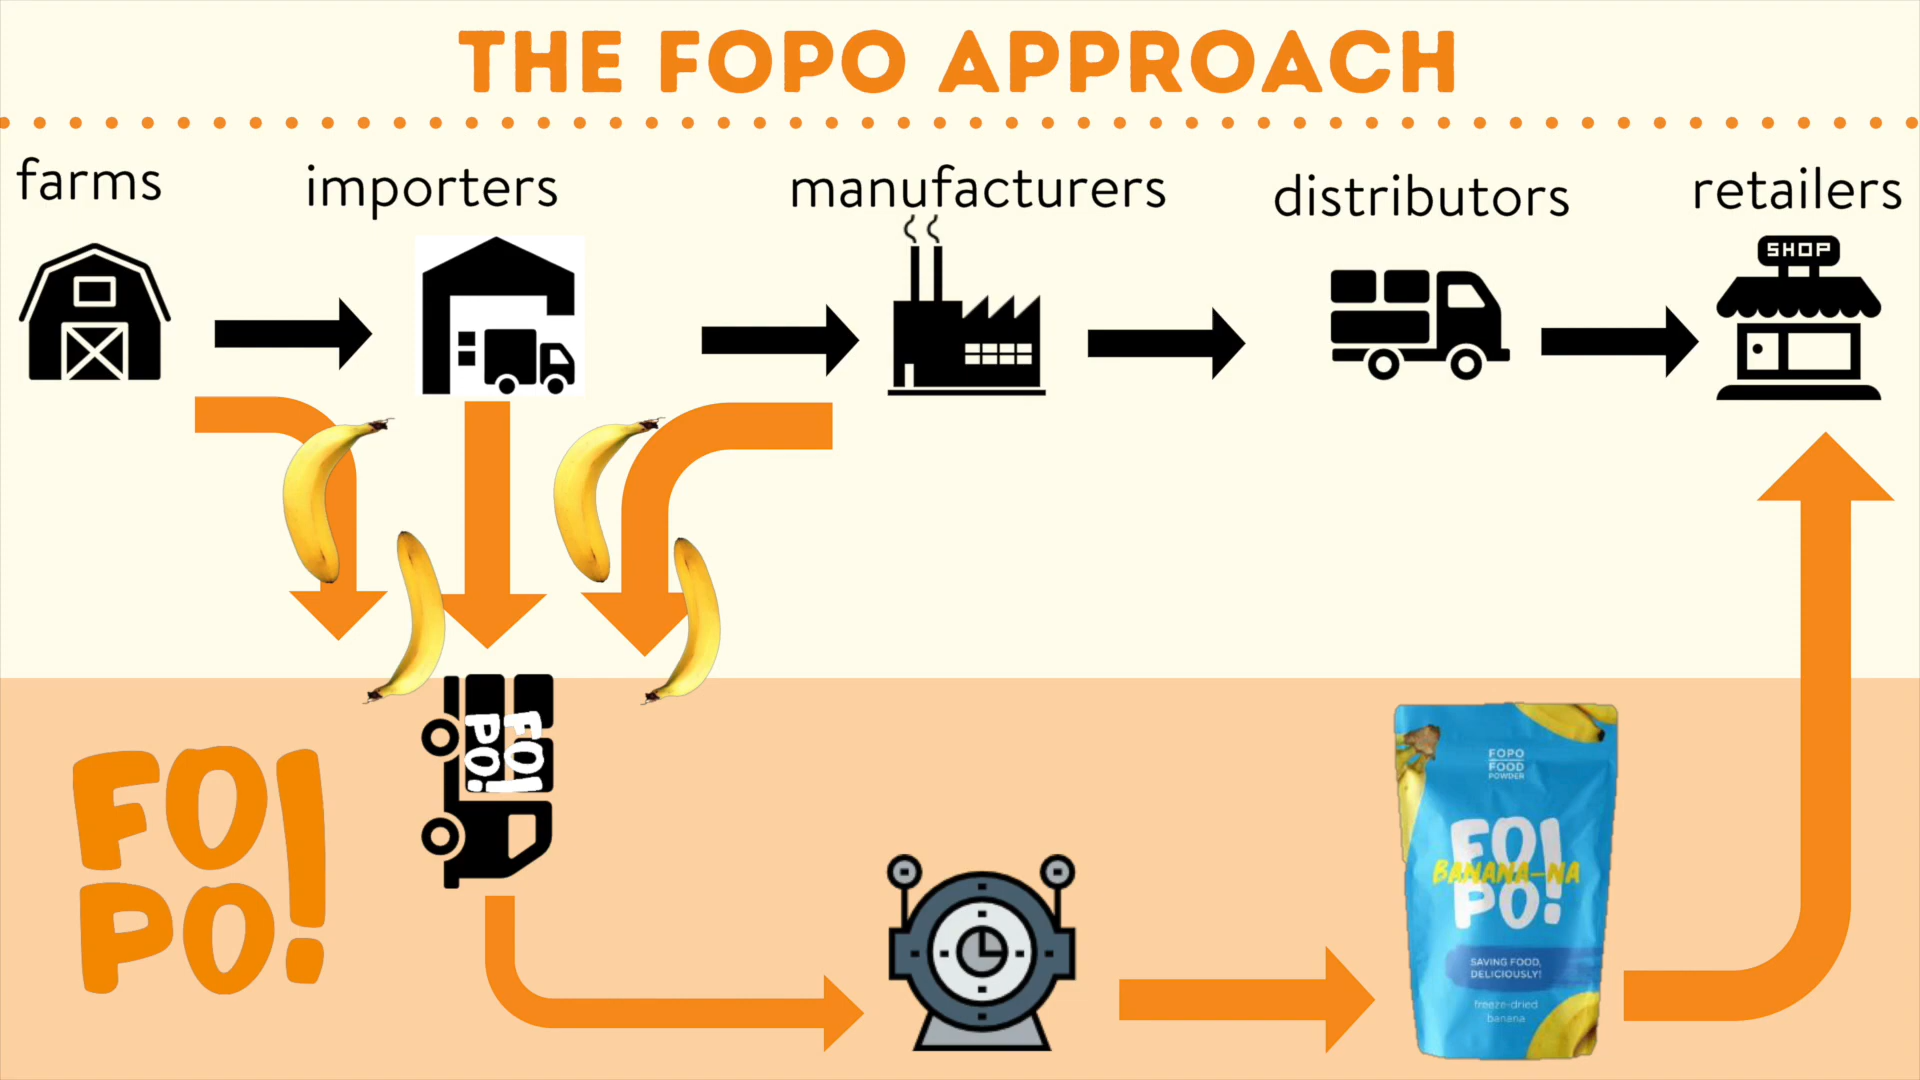 THE FOPO APPROACH
farms
importers
manufacturers
distributors
retailers
SHOP
FO!
PO!
FO!
PO!
FOPO
FOOD
POWDER
FO!
BANANA-NA
PO!
SAVING FOOD,
DELICIOUSLY!
freeze-dried
banana